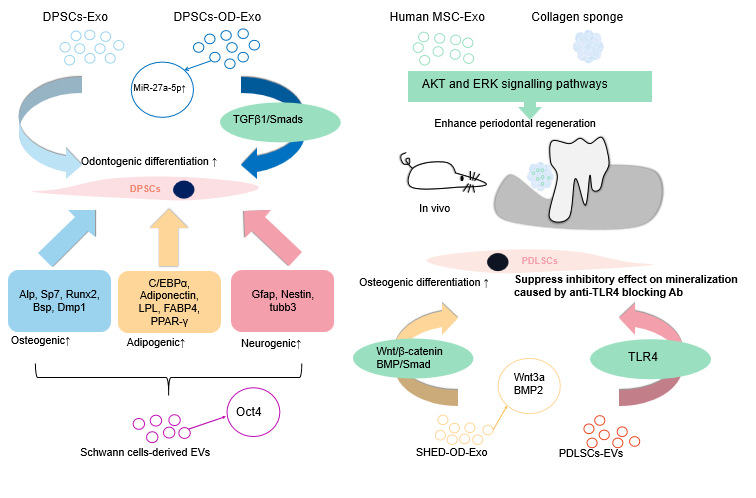 DPSCs-Exo
DPSCs-OD-Exo
MiR-27a-5p↑
TGFβ1/Smads
Odontogenic differentiation ↑
DPSCs
Alp, Sp7, Runx2,
Bsp, Dmp1
C/EBPα,
Adiponectin,
LPL, FABP4,
PPAR-γ
Gfap, Nestin,
tubb3
Osteogenic↑
Adipogenic↑
Neurogenic↑
Oct4
Schwann cells-derived EVs
Human MSC-Exo
Collagen sponge
AKT and ERK signalling pathways
Enhance periodontal regeneration
In vivo
PDLSCs
Osteogenic differentiation ↑
Suppress inhibitory effect on mineralization
caused by anti-TLR4 blocking Ab
Wnt/β-catenin
BMP/Smad
TLR4
Wnt3a
BMP2
SHED-OD-Exo
PDLSCs-EVs